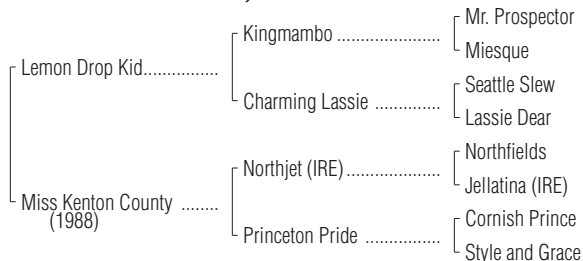 Mr. Prospector
Kingmambo ..................
Miesque
Lemon Drop Kid...............
Seattle Slew
Charming Lassie .............
Lassie Dear
Northfields
Northjet (IRE)...................
Jellatina (IRE)
Miss Kenton County ........
(1988)
Cornish Prince
Princeton Pride ...............
Style and Grace